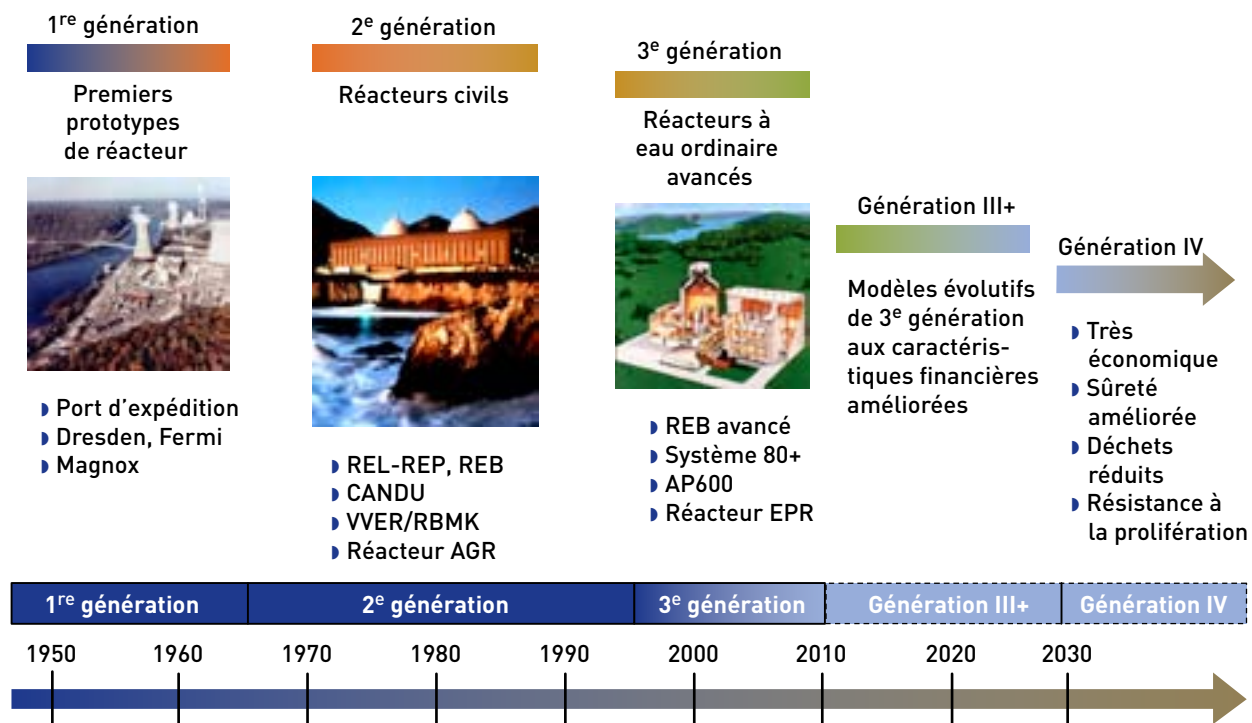 1re génération
Premiers
prototypes
de réacteur
◗ Port d’expédition
◗ Dresden, Fermi
◗ Magnox
2e génération
Réacteurs civils
◗ REL-REP, REB
◗ CANDU
◗ VVER/RBMK
◗ Réacteur AGR
3e génération
Réacteurs à
eau ordinaire
avancés
◗ REB avancé
◗ Système 80+
◗ AP600
◗ Réacteur EPR
Génération III+
Modèles évolutifs
de 3e génération
aux caractéris-
tiques financières
améliorées
Génération IV
◗ Très
économique
◗ Sûreté
améliorée
◗ Déchets
réduits
◗ Résistance à
la prolifération
1re génération 2e génération 3e génération Génération III+ Génération IV
1950 1960 1970 1980 1990 2000 2010 2020 2030